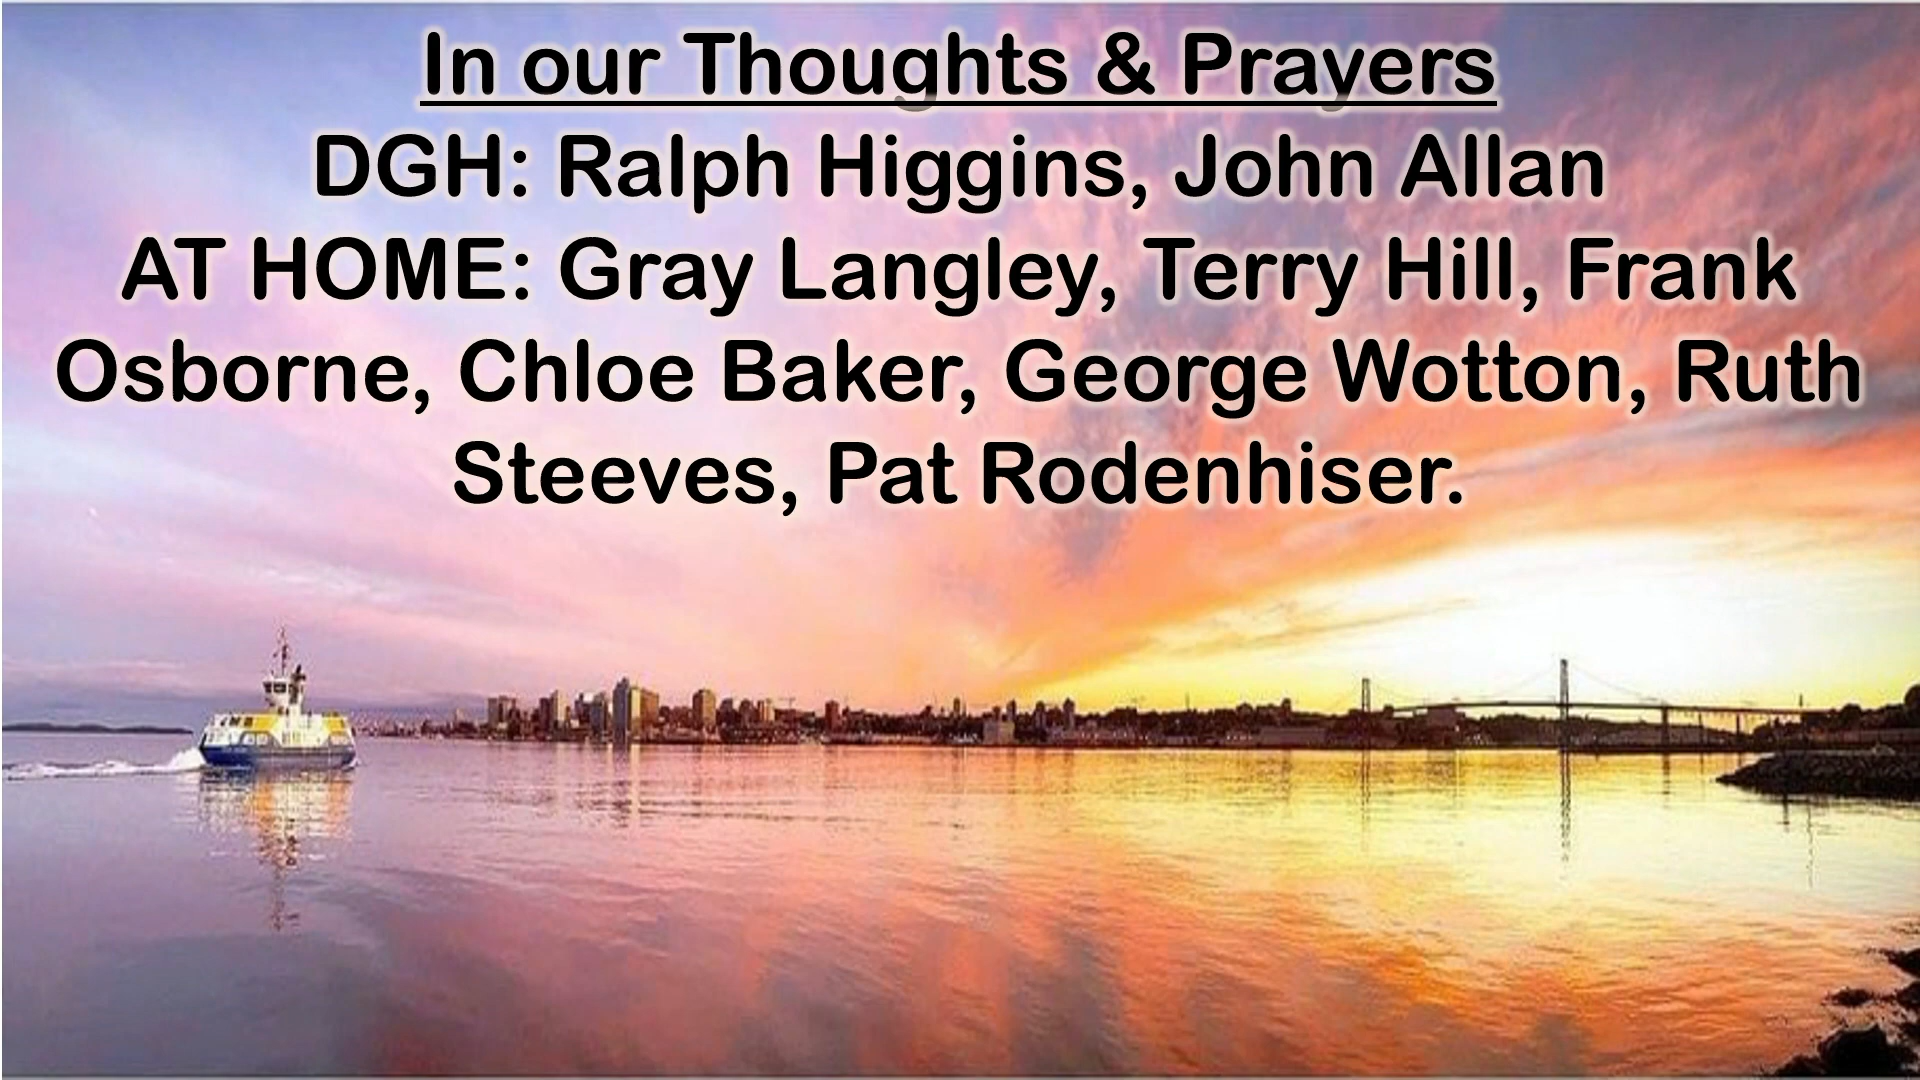 In our Thoughts & Prayers
DGH: Ralph Higgins, John Allan
AT HOME: Gray Langley, Terry Hill, Frank
Osborne, Chloe Baker, George Wotton, Ruth
Steeves, Pat Rodenhiser.